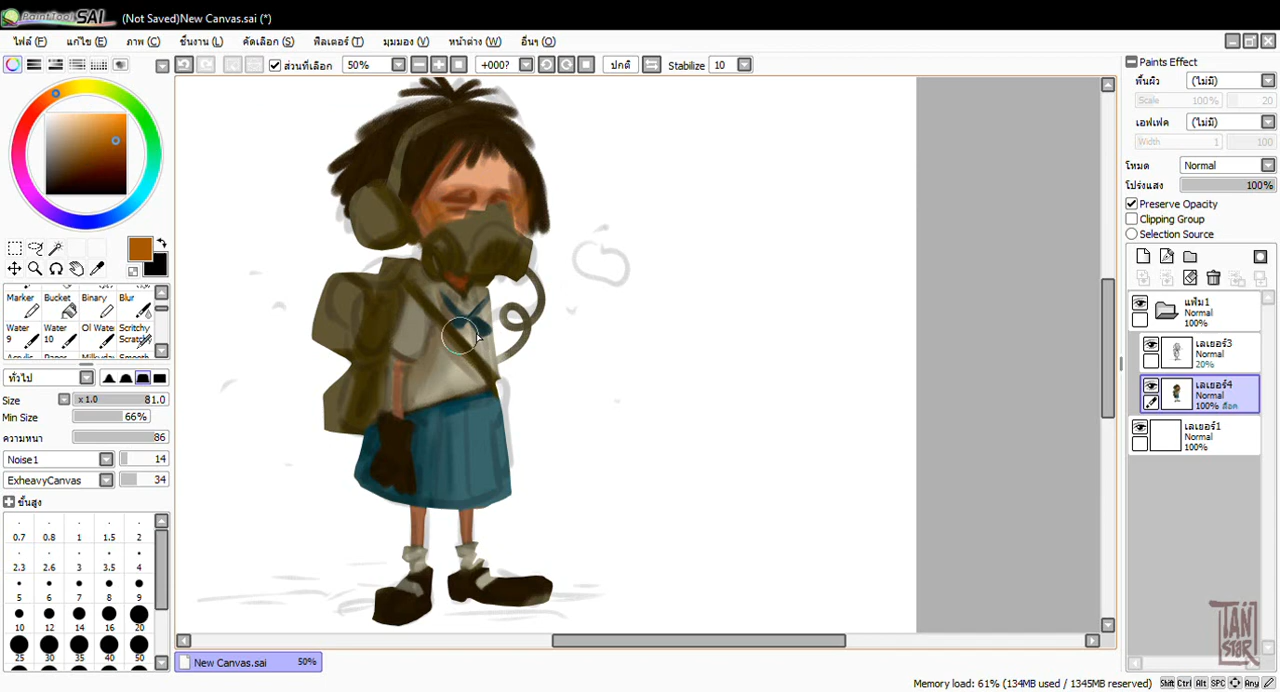 PaintTool SAI (Not Saved)New Canvas.sai (*)
ไฟล์ (F) แก้ไข (E) ภาพ (C) ชิ้นงาน (L) คัดเลือก (S) ฟิลเตอร์ (T) มุมมอง (V) หน้าต่าง (W) อื่นๆ (O)
ส่วนที่เลือก 50% +000? ปกติ Stabilize 10
Marker Bucket Binary Blur
Water 9 Water 10 Ol Water Scritchy Scratchy
ทั่วไป
Size x 1.0 81.0
Min Size 66%
ความหนา 86
Noise1 14
ExheavyCanvas 34
ขั้นสูง
0.7 0.8 1 1.5 2
2.3 2.6 3 3.5 4
5 6 7 8 9
10 12 14 16 20
25 30 35 40 50
Paints Effect
พื้นผิว (ไม่มี)
Scale 100% 20
เอฟเฟค (ไม่มี)
Width 1 100
โหมด Normal
โปร่งแสง 100%
Preserve Opacity
Clipping Group
Selection Source
แฟ้ม1
Normal
100%
เลเยอร์3
Normal
20%
เลเยอร์4
Normal
100% ล๊อค
เลเยอร์1
Normal
100%
TAN
STAR
New Canvas.sai 50%
Memory load: 61% (134MB used / 1345MB reserved) Shift Ctrl Alt SPC Any